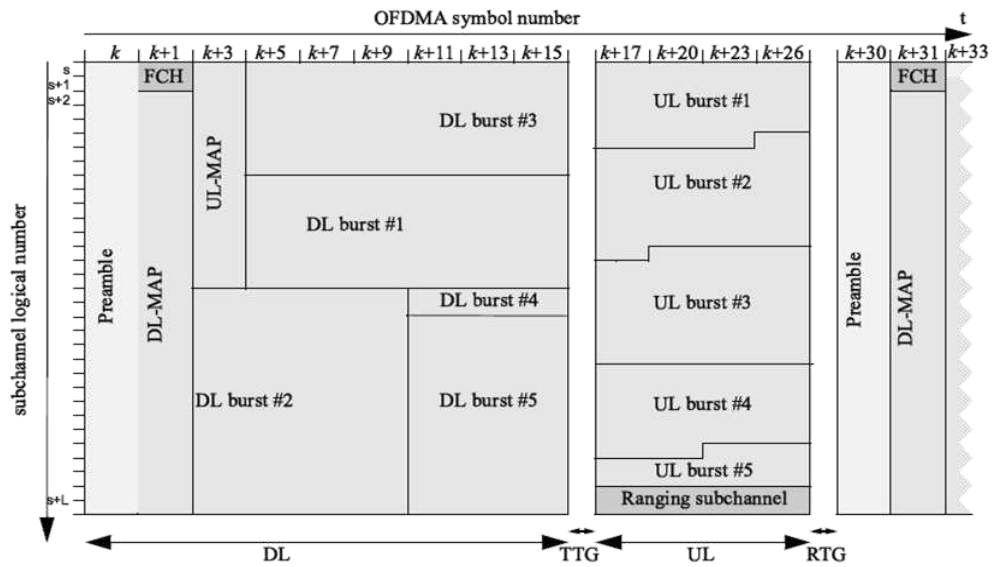 OFDMA symbol number
t
k k+1 k+3 k+5 k+7 k+9 k+11 k+13 k+15 k+17 k+20 k+23 k+26 k+30 k+31 k+33
s
s+1
s+2
s+L
subchannel logical number
Preamble
FCH
DL-MAP
UL-MAP
DL burst #3
DL burst #1
DL burst #4
DL burst #2
DL burst #5
UL burst #1
UL burst #2
UL burst #3
UL burst #4
UL burst #5
Ranging subchannel
Preamble
FCH
DL-MAP
DL TTG UL RTG